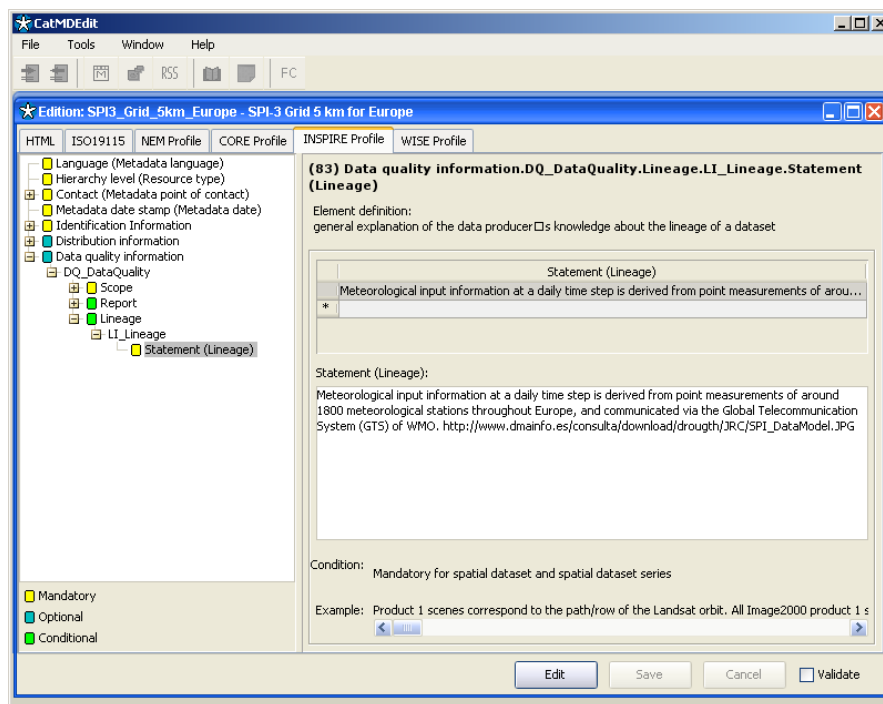 CatMDEdit
File Tools Window Help
RSS FC
Edition: SPI3_Grid_5km_Europe - SPI-3 Grid 5 km for Europe
HTML ISO19115 NEM Profile CORE Profile INSPIRE Profile WISE Profile
Language (Metadata language)
Hierarchy level (Resource type)
Contact (Metadata point of contact)
Metadata date stamp (Metadata date)
Identification Information
Distribution information
Data quality information
DQ_DataQuality
Scope
Report
Lineage
LI_Lineage
Statement (Lineage)
Mandatory
Optional
Conditional
(83) Data quality information.DQ_DataQuality.Lineage.LI_Lineage.Statement
(Lineage)
Element definition:
general explanation of the data producer□s knowledge about the lineage of a dataset
Statement (Lineage)
Meteorological input information at a daily time step is derived from point measurements of arou...
*
Statement (Lineage):
Meteorological input information at a daily time step is derived from point measurements of around
1800 meteorological stations throughout Europe, and communicated via the Global Telecommunication
System (GTS) of WMO. http://www.dmainfo.es/consulta/download/drougth/JRC/SPI_DataModel.JPG
Condition: Mandatory for spatial dataset and spatial dataset series
Example: Product 1 scenes correspond to the path/row of the Landsat orbit. All Image2000 product 1 s
Edit Save Cancel Validate